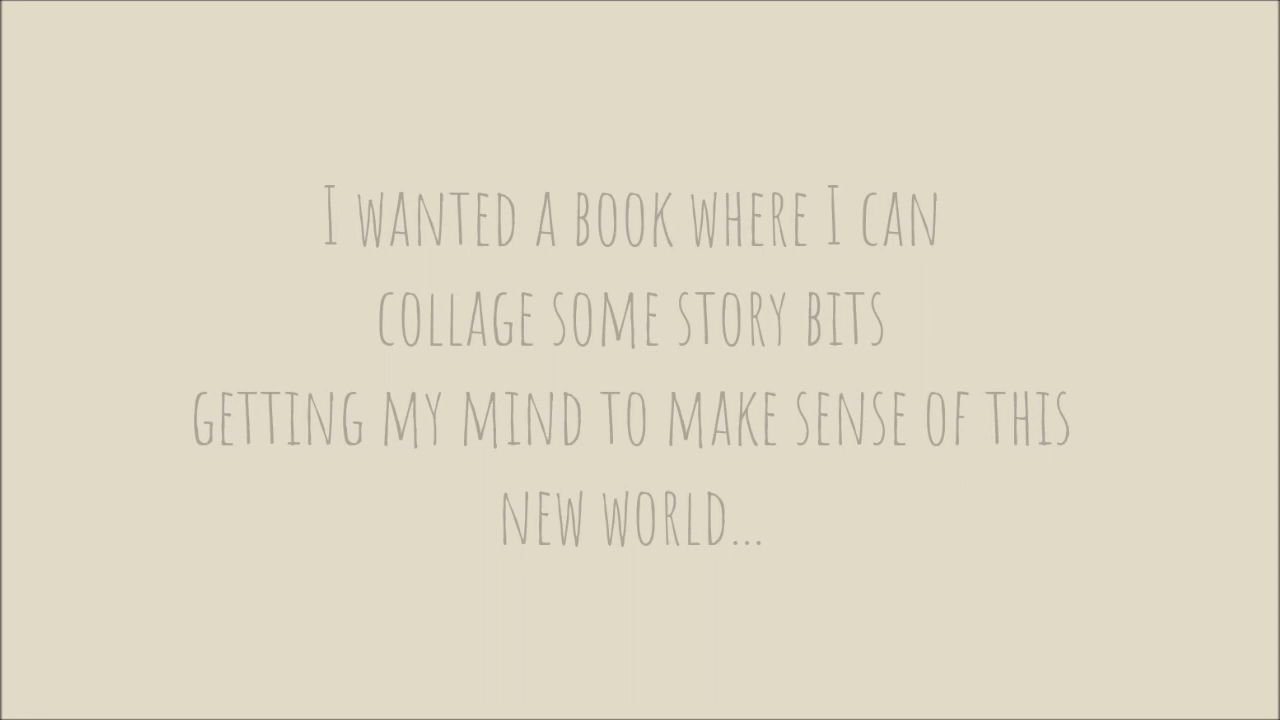 I WANTED A BOOK WHERE I CAN
COLLAGE SOME STORY BITS
GETTING MY MIND TO MAKE SENSE OF THIS
NEW WORLD...